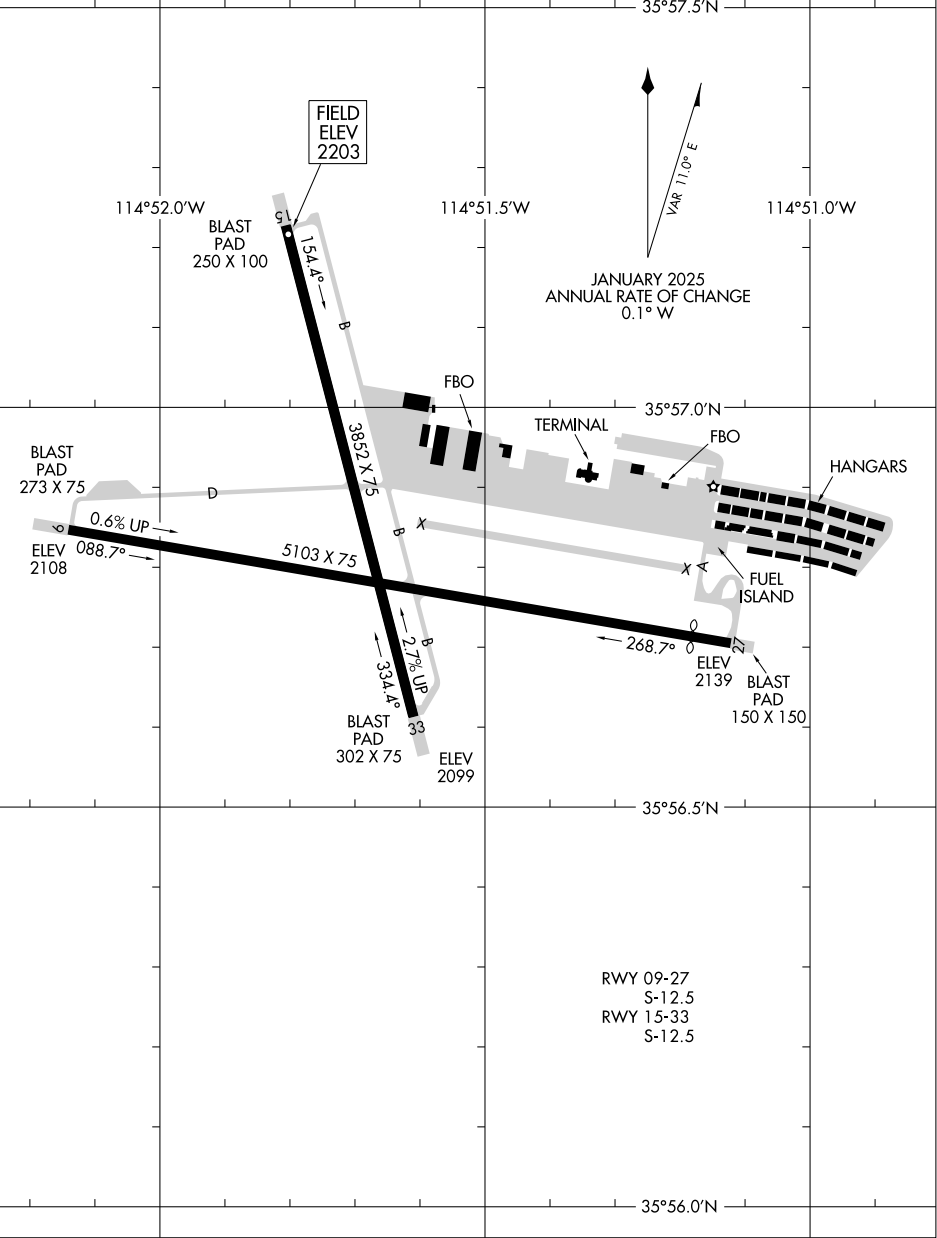 35°57.5'N
FIELD
ELEV
2203
VAR 11.0° E
114°52.0'W
114°51.5'W
114°51.0'W
15
BLAST
PAD
250 X 100
154.4°
JANUARY 2025
ANNUAL RATE OF CHANGE
0.1° W
B
FBO
35°57.0'N
TERMINAL
FBO
3852 X 75
BLAST
PAD
273 X 75
HANGARS
D
9
0.6% UP
088.7°
ELEV
2108
5103 X 75
X
B
X
A
FUEL
ISLAND
B
2.7% UP
334.4°
268.7°
27
ELEV
2139
BLAST
PAD
150 X 150
BLAST
PAD
302 X 75
33
ELEV
2099
35°56.5'N
RWY 09-27
S-12.5
RWY 15-33
S-12.5
35°56.0'N